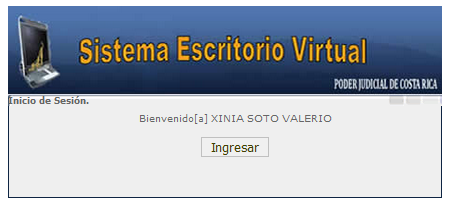 Sistema Escritorio Virtual
PODER JUDICIAL DE COSTA RICA
Inicio de Sesión.
Bienvenido[a] XINIA SOTO VALERIO
Ingresar